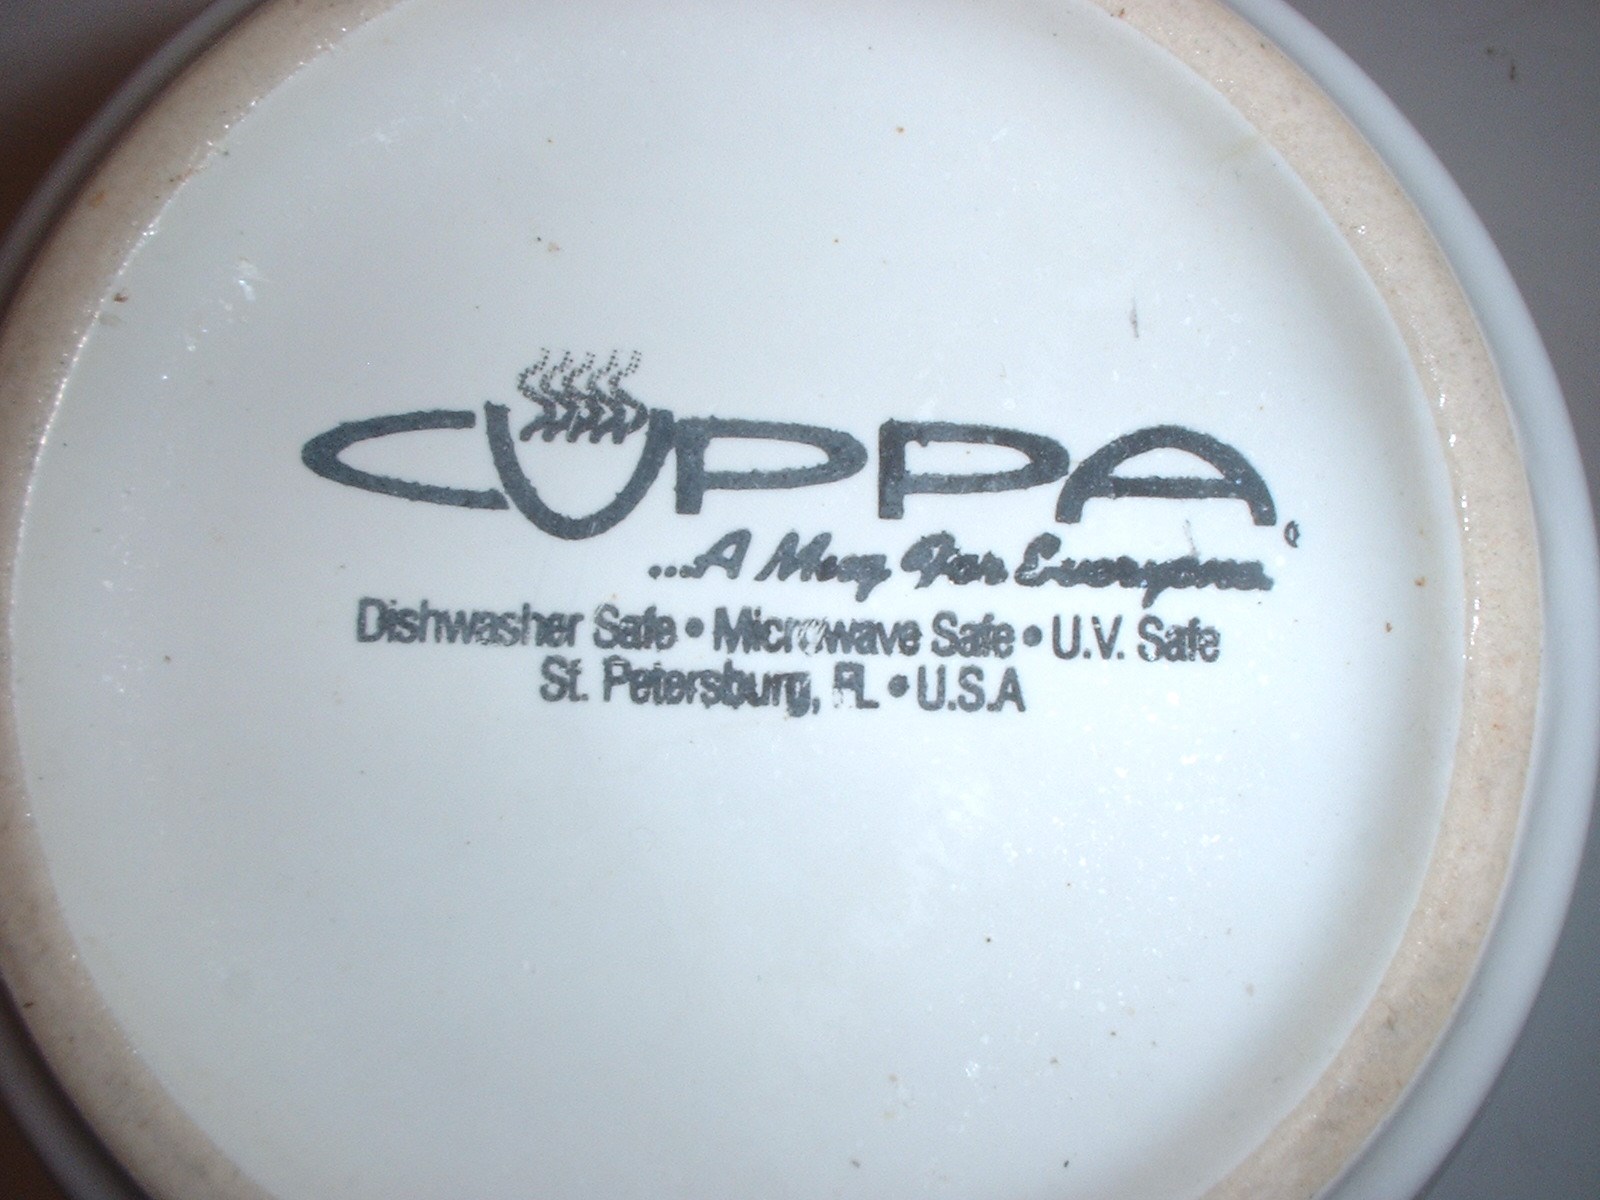 CUPPA
...A Mug For Everyone
Dishwasher Safe • Microwave Safe • U.V. Safe
St. Petersburg, FL • U.S.A